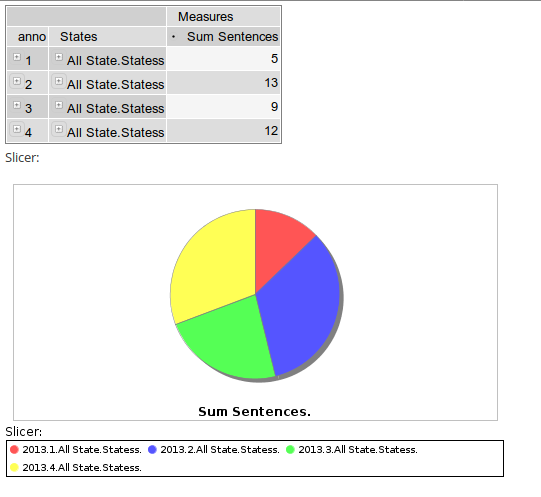 Measures
anno States · Sum Sentences
1 All State.Statess 5
2 All State.Statess 13
3 All State.Statess 9
4 All State.Statess 12
Slicer:
Sum Sentences.
Slicer:
2013.1.All State.Statess. 2013.2.All State.Statess. 2013.3.All State.Statess.
2013.4.All State.Statess.